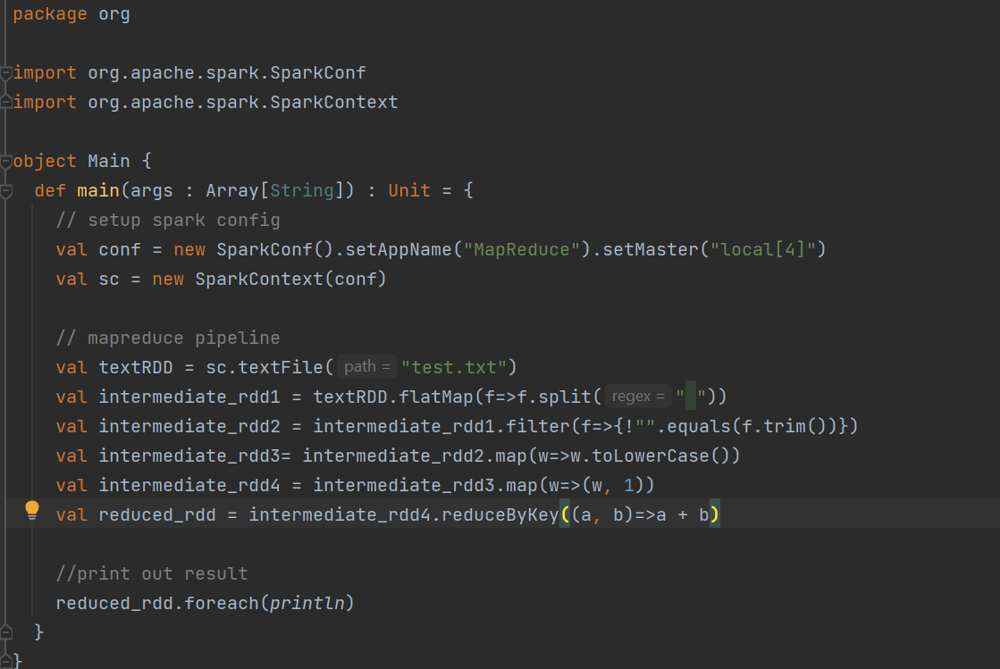 package org
import org.apache.spark.SparkConf
import org.apache.spark.SparkContext
object Main {
def main(args : Array[String]) : Unit = {
// setup spark config
val conf = new SparkConf().setAppName("MapReduce").setMaster("local[4]")
val sc = new SparkContext(conf)
// mapreduce pipeline
val textRDD = sc.textFile( path = "test.txt")
val intermediate_rdd1 = textRDD.flatMap(f=>f.split( regex = " "))
val intermediate_rdd2 = intermediate_rdd1.filter(f=>{!"".equals(f.trim())})
val intermediate_rdd3= intermediate_rdd2.map(w=>w.toLowerCase())
val intermediate_rdd4 = intermediate_rdd3.map(w=>(w, 1))
val reduced_rdd = intermediate_rdd4.reduceByKey((a, b)=>a + b)
//print out result
reduced_rdd.foreach(println)
}
}